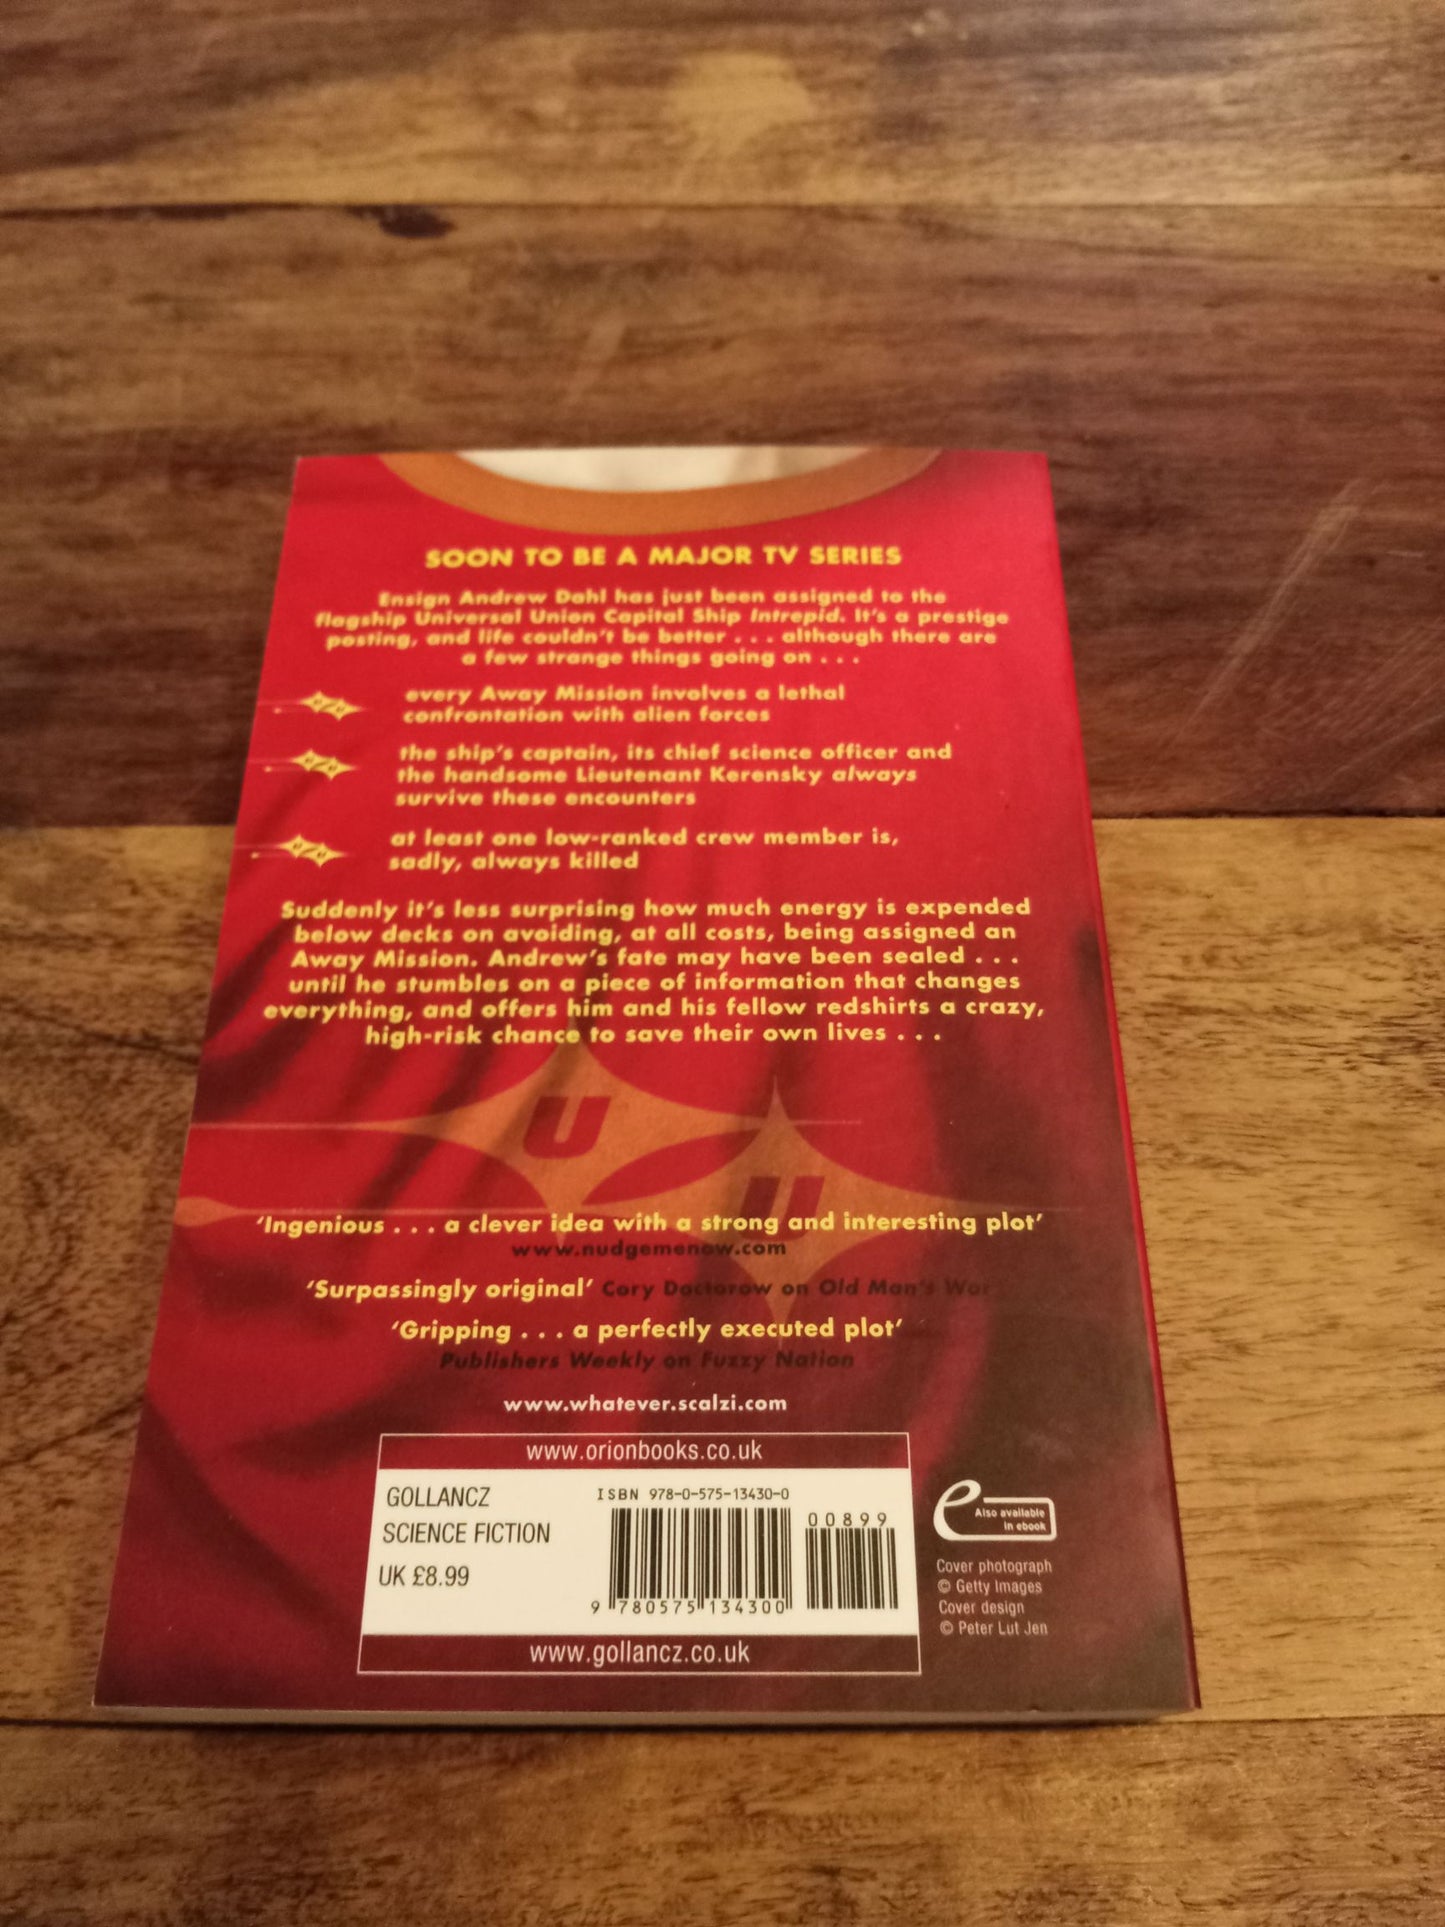 SOON TO BE A MAJOR TV SERIES
Ensign Andrew Dahl has just been assigned to the
flagship Universal Union Capital Ship Intrepid. It's a prestige
posting, and life couldn't be better . . . although there are
a few strange things going on . . .
every Away Mission involves a lethal
confrontation with alien forces
the ship's captain, its chief science officer and
the handsome Lieutenant Kerensky always
survive these encounters
at least one low-ranked crew member is,
sadly, always killed
Suddenly it's less surprising how much energy is expended
below decks on avoiding, at all costs, being assigned an
Away Mission. Andrew's fate may have been sealed . . .
until he stumbles on a piece of information that changes
everything, and offers him and his fellow redshirts a crazy,
high-risk chance to save their own lives . . .
U
U
‘Ingenious . . . a clever idea with a strong and interesting plot’
www.nudgemenow.com
‘Surpassingly original’ Cory Doctorow on Old Man's War
‘Gripping . . . a perfectly executed plot’
Publishers Weekly on Fuzzy Nation
www.whatever.scalzi.com
www.orionbooks.co.uk
GOLLANCZ
SCIENCE FICTION
UK £8.99
ISBN 978-0-575-13430-0
00899
9 780575 134300
www.gollancz.co.uk
Also available
in ebook
Cover photograph
© Getty Images
Cover design
© Peter Lut Jen